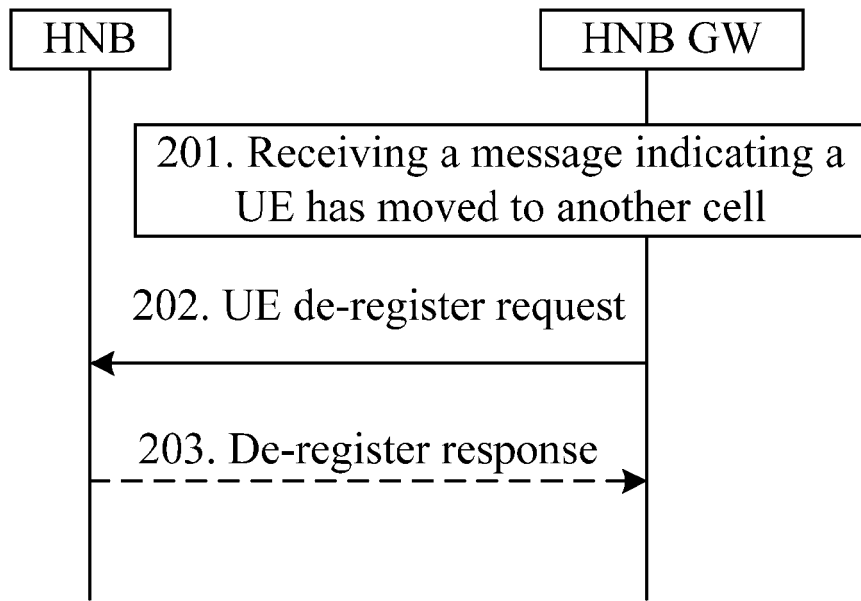 HNB
HNB GW
201. Receiving a message indicating a
UE has moved to another cell
202. UE de-register request
203. De-register response